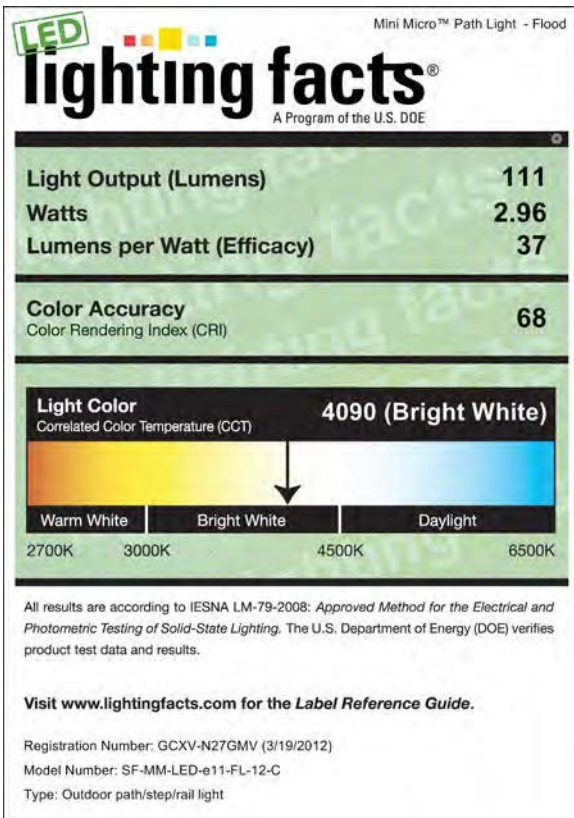 Mini Micro™ Path Light - Flood
LED
lighting facts®
A Program of the U.S. DOE
Light Output (Lumens) 111
Watts 2.96
Lumens per Watt (Efficacy) 37
Color Accuracy 68
Color Rendering Index (CRI)
Light Color 4090 (Bright White)
Correlated Color Temperature (CCT)
Warm White Bright White Daylight
2700K 3000K 4500K 6500K
All results are according to IESNA LM-79-2008: Approved Method for the Electrical and
Photometric Testing of Solid-State Lighting. The U.S. Department of Energy (DOE) verifies
product test data and results.
Visit www.lightingfacts.com for the Label Reference Guide.
Registration Number: GCXV-N27GMV (3/19/2012)
Model Number: SF-MM-LED-e11-FL-12-C
Type: Outdoor path/step/rail light